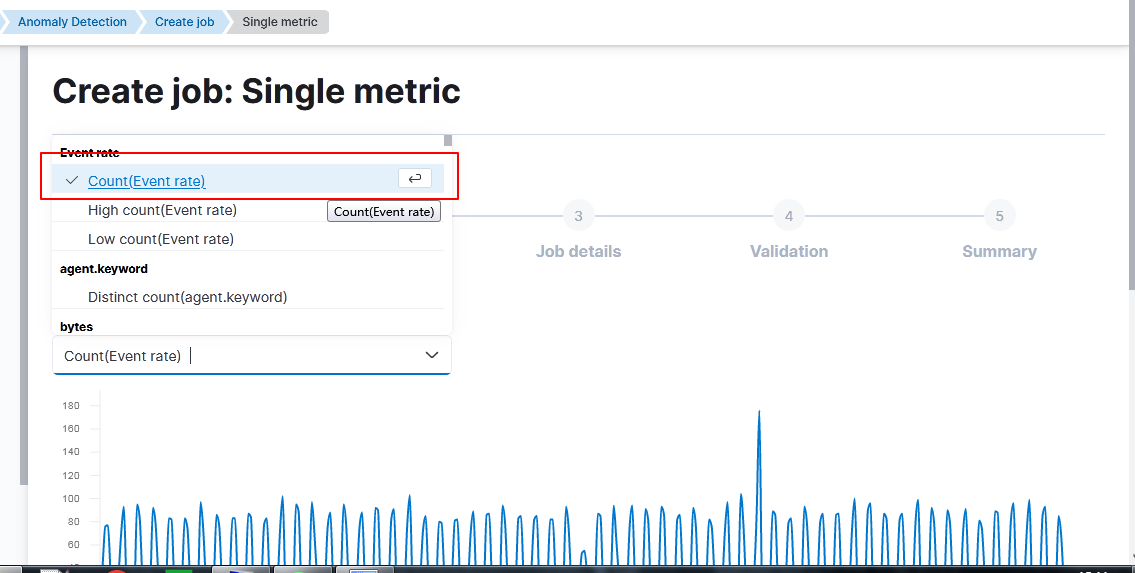 Anomaly Detection
Create job
Single metric
Create job: Single metric
Event rate
Count(Event rate)
High count(Event rate)
Count(Event rate)
Low count(Event rate)
agent.keyword
Distinct count(agent.keyword)
bytes
Count(Event rate)
3
Job details
4
Validation
5
Summary
180
160
140
120
100
80
60